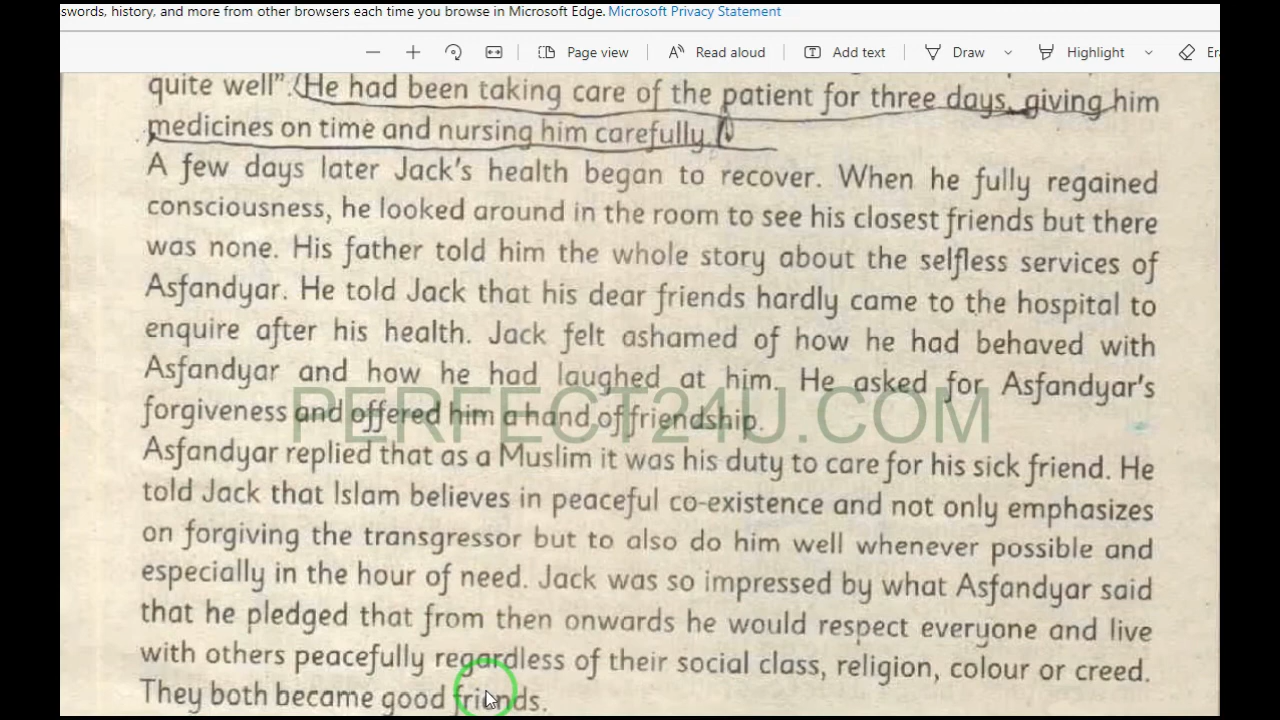 swords, history, and more from other browsers each time you browse in Microsoft Edge. Microsoft Privacy Statement
Page view
Read aloud
Add text
Draw
Highlight
quite well". He had been taking care of the patient for three days, giving him
medicines on time and nursing him carefully.
A few days later Jack's health began to recover. When he fully regained
consciousness, he looked around in the room to see his closest friends but there
was none. His father told him the whole story about the selfless services of
Asfandyar. He told Jack that his dear friends hardly came to the hospital to
enquire after his health. Jack felt ashamed of how he had behaved with
Asfandyar and how he had laughed at him. He asked for Asfandyar's
forgiveness and offered him a hand of friendship.
PERFECT24U.COM
Asfandyar replied that as a Muslim it was his duty to care for his sick friend. He
told Jack that Islam believes in peaceful co-existence and not only emphasizes
on forgiving the transgressor but to also do him well whenever possible and
especially in the hour of need. Jack was so impressed by what Asfandyar said
that he pledged that from then onwards he would respect everyone and live
with others peacefully regardless of their social class, religion, colour or creed.
They both became good friends.